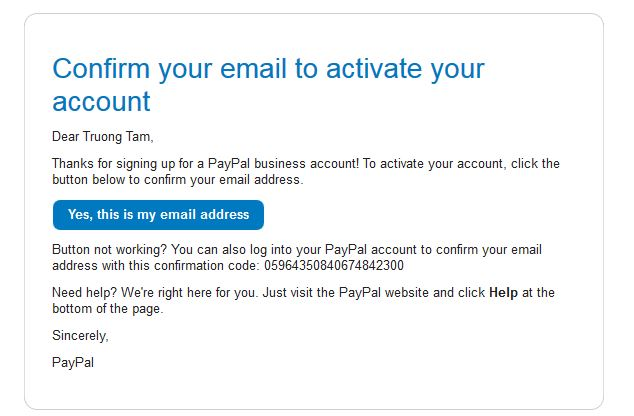 Confirm your email to activate your
account
Dear Truong Tam,
Thanks for signing up for a PayPal business account! To activate your account, click the
button below to confirm your email address.
Yes, this is my email address
Button not working? You can also log into your PayPal account to confirm your email
address with this confirmation code: 05964350840674842300
Need help? We're right here for you. Just visit the PayPal website and click Help at the
bottom of the page.
Sincerely,
PayPal